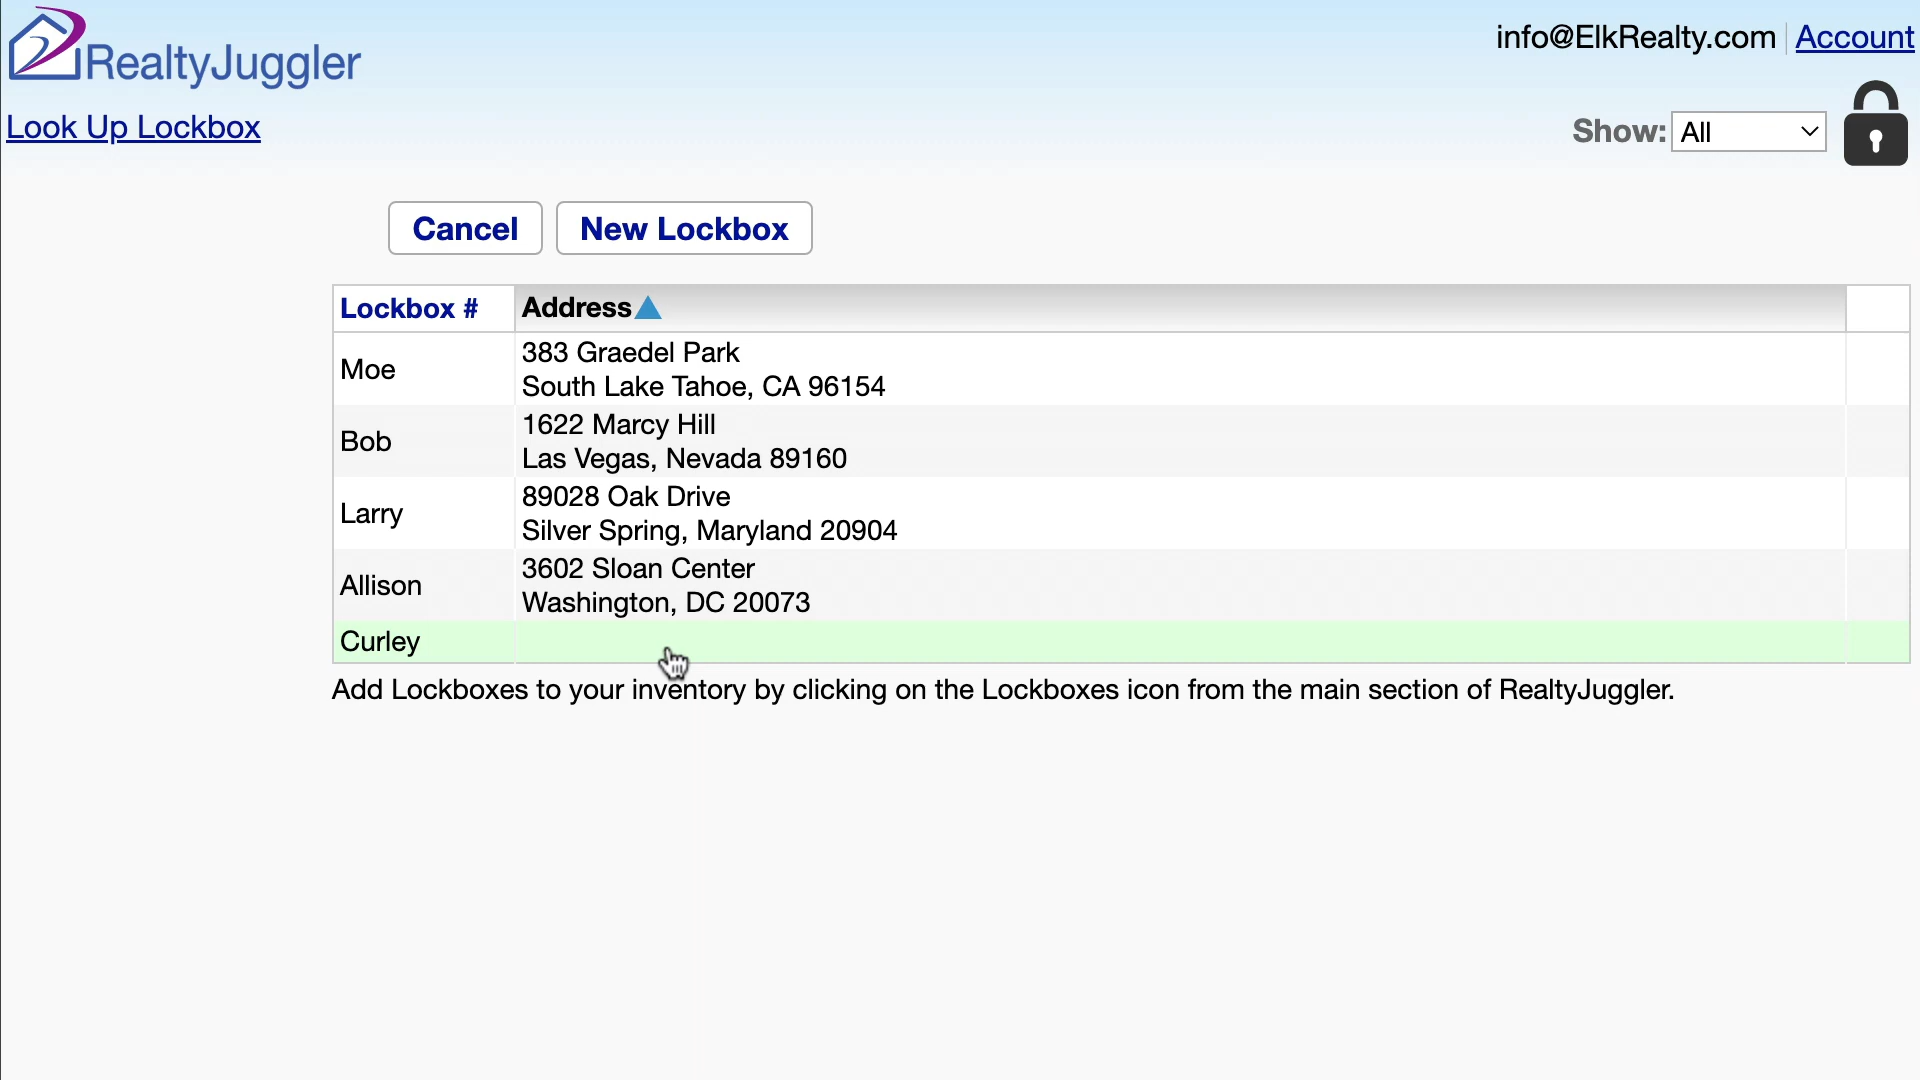 RealtyJuggler
info@ElkRealty.com
Account
Look Up Lockbox
Show:
All
Cancel
New Lockbox
Lockbox #
Address
Moe
383 Graedel Park
South Lake Tahoe, CA 96154
Bob
1622 Marcy Hill
Las Vegas, Nevada 89160
Larry
89028 Oak Drive
Silver Spring, Maryland 20904
Allison
3602 Sloan Center
Washington, DC 20073
Curley
Add Lockboxes to your inventory by clicking on the Lockboxes icon from the main section of RealtyJuggler.